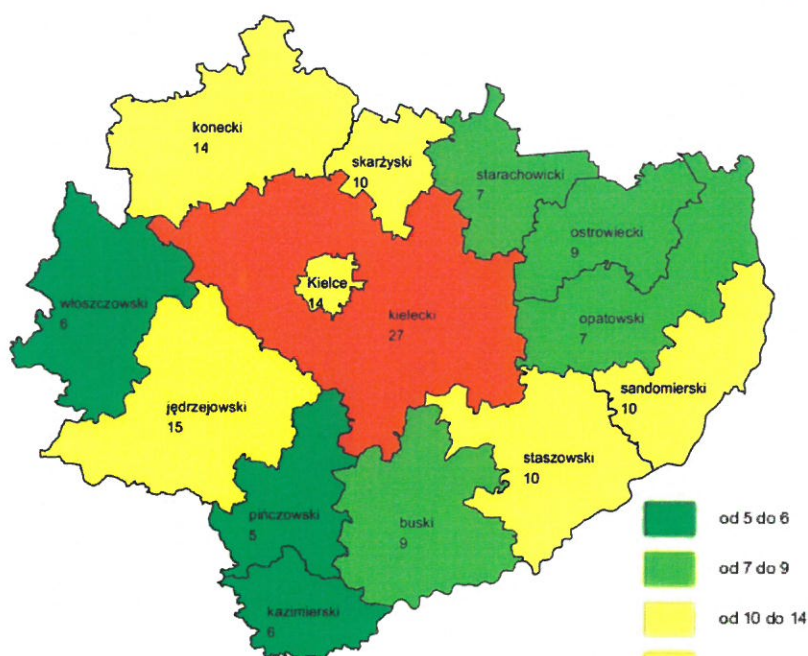 konecki
14
skarżyski
10
starachowicki
7
ostrowiecki
9
Kielce
14
włoszczowski
6
kielecki
27
opatowski
7
sandomierski
10
jędrzejowski
15
staszowski
10
pińczowski
5
buski
9
kazimierski
6
od 5 do 6
od 7 do 9
od 10 do 14